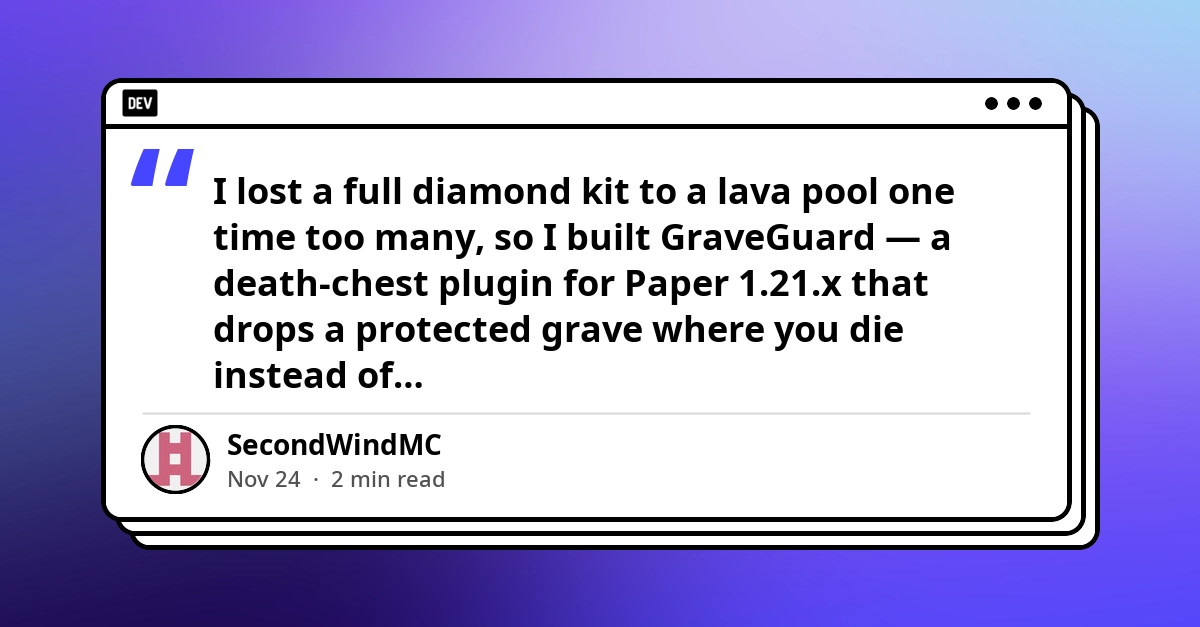 DEV
I lost a full diamond kit to a lava pool one
time too many, so I built GraveGuard — a
death-chest plugin for Paper 1.21.x that
drops a protected grave where you die
instead of...
SecondWindMC
Nov 24 · 2 min read